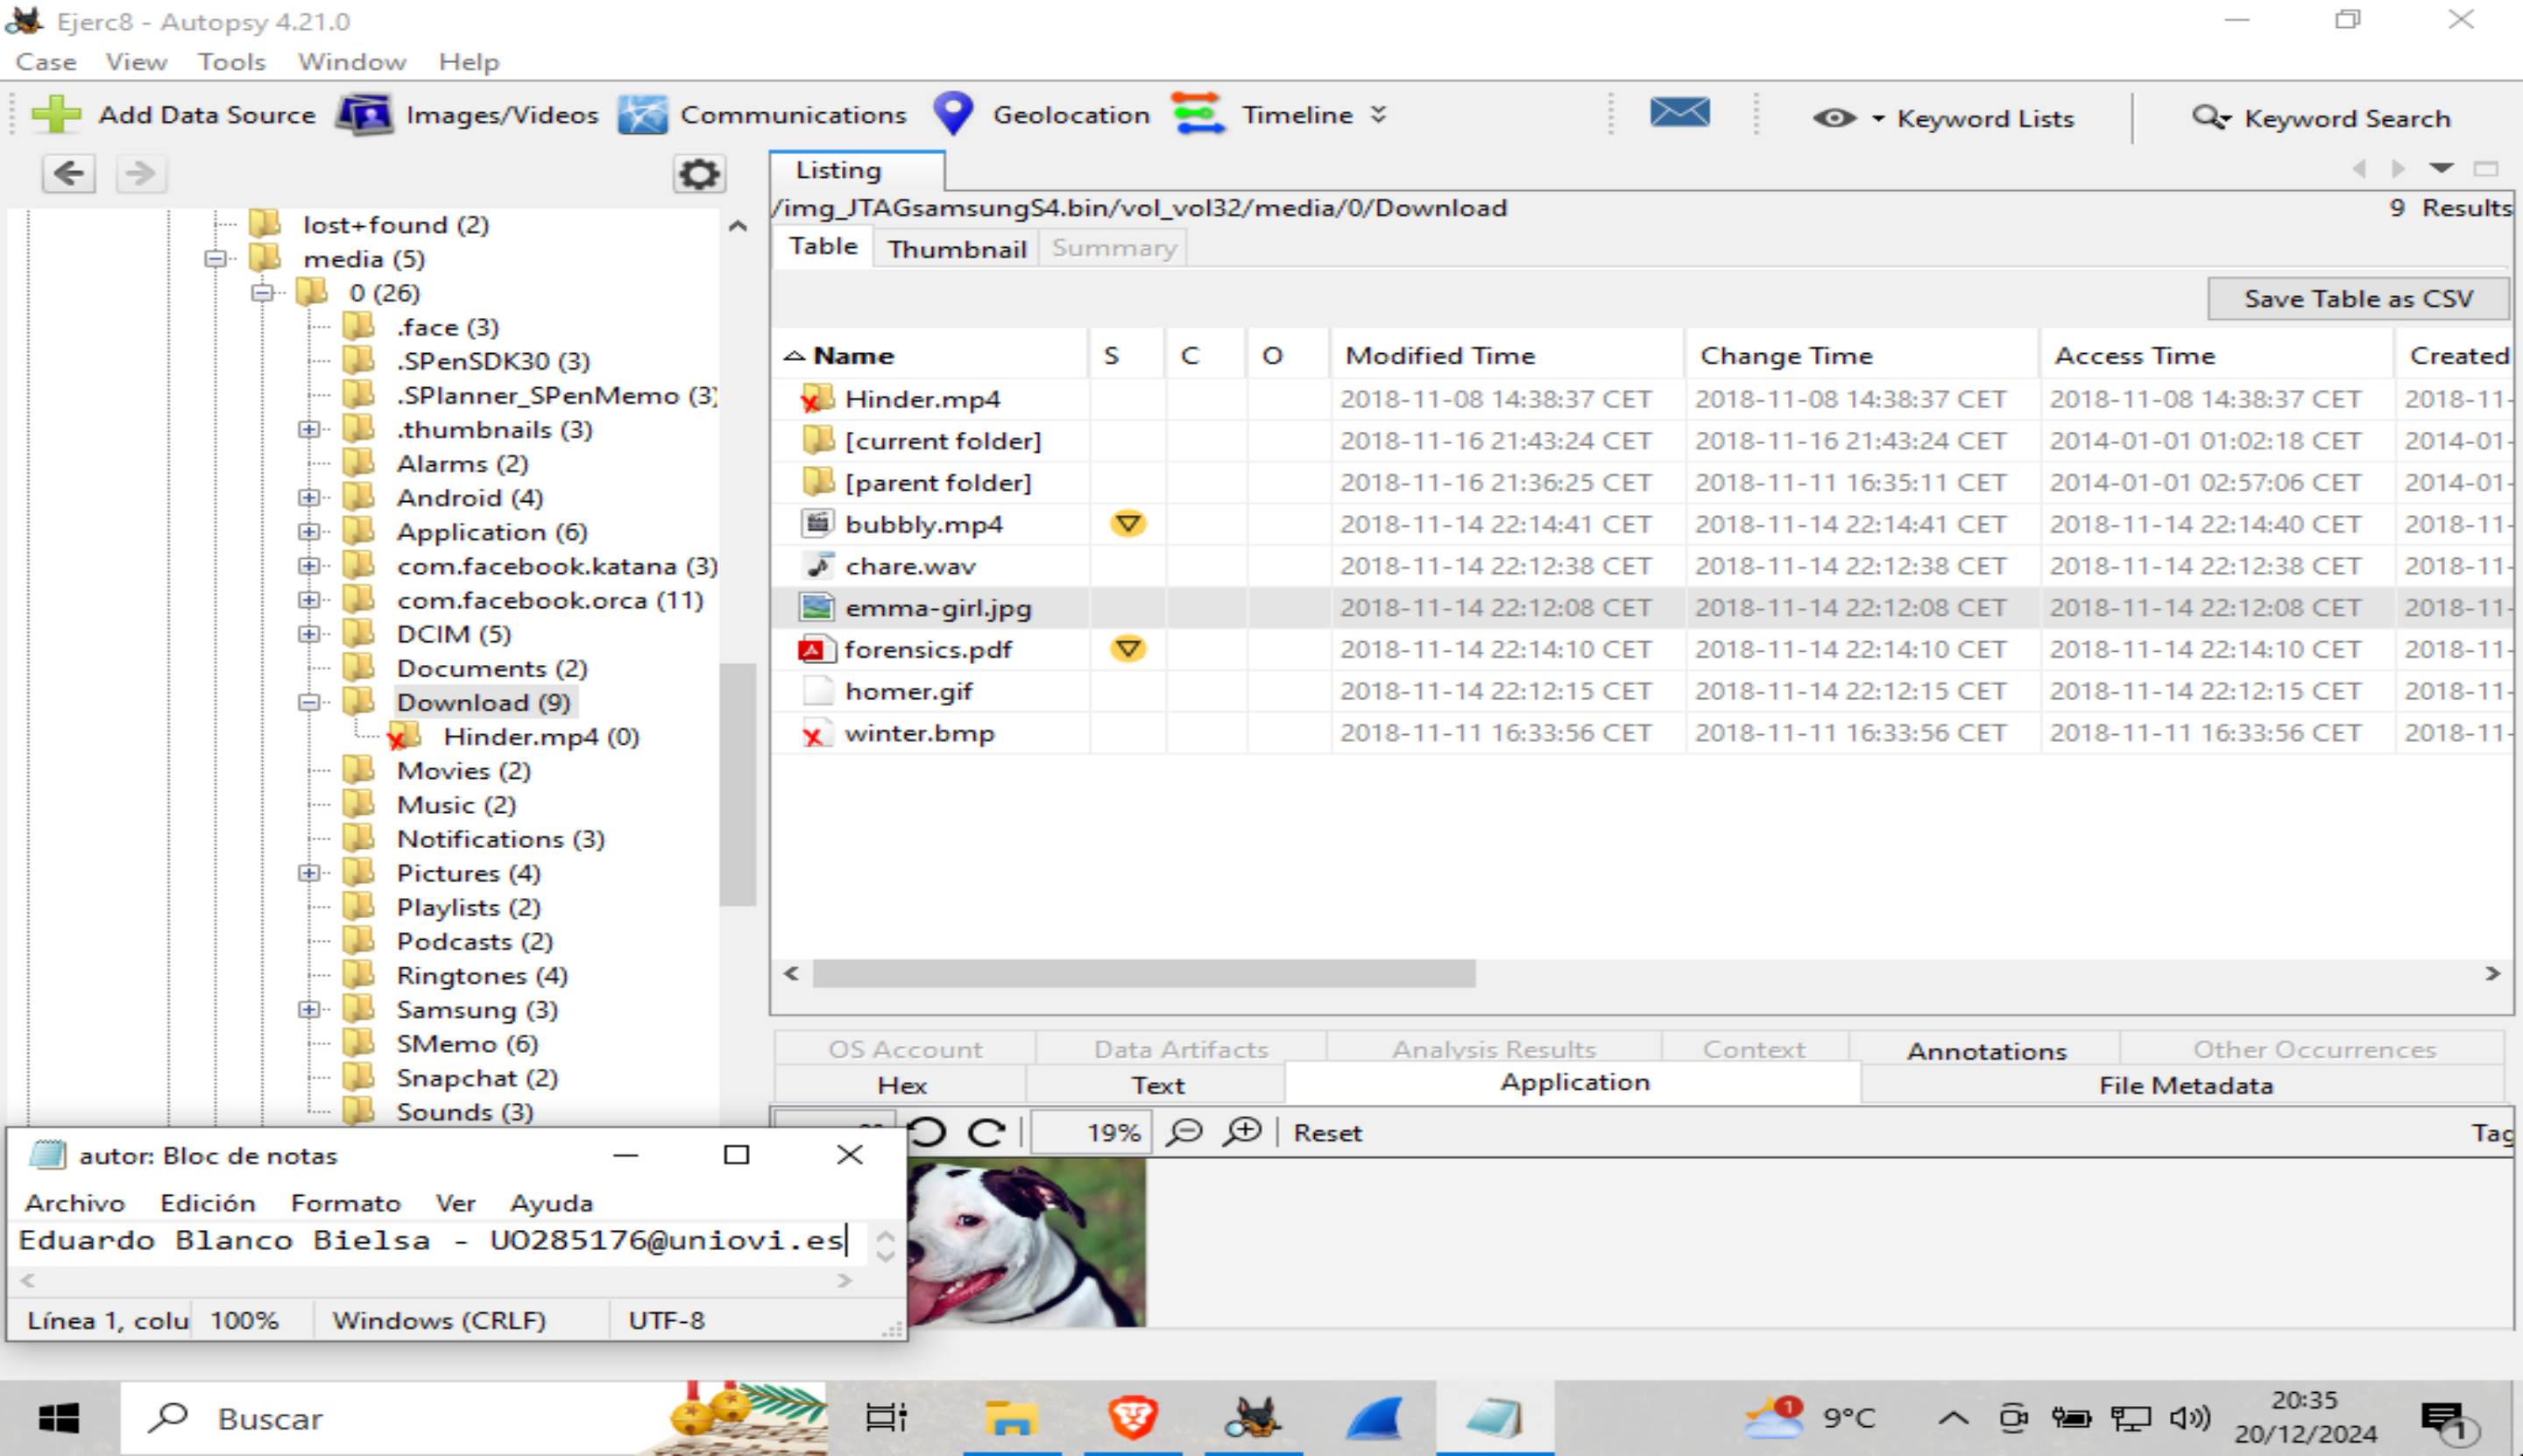 Ejerc8 - Autopsy 4.21.0
Case View Tools Window Help
Add Data Source Images/Videos Communications Geolocation Timeline Keyword Lists Keyword Search
Listing
/img_JTAGsamsungS4.bin/vol_vol32/media/0/Download 9 Results
Table Thumbnail Summary
Save Table as CSV
Name S C O Modified Time Change Time Access Time Created
Hinder.mp4 2018-11-08 14:38:37 CET 2018-11-08 14:38:37 CET 2018-11-08 14:38:37 CET 2018-11-
[current folder] 2018-11-16 21:43:24 CET 2018-11-16 21:43:24 CET 2014-01-01 01:02:18 CET 2014-01-
[parent folder] 2018-11-16 21:36:25 CET 2018-11-11 16:35:11 CET 2014-01-01 02:57:06 CET 2014-01-
bubbly.mp4 2018-11-14 22:14:41 CET 2018-11-14 22:14:41 CET 2018-11-14 22:14:40 CET 2018-11-
chare.wav 2018-11-14 22:12:38 CET 2018-11-14 22:12:38 CET 2018-11-14 22:12:38 CET 2018-11-
emma-girl.jpg 2018-11-14 22:12:08 CET 2018-11-14 22:12:08 CET 2018-11-14 22:12:08 CET 2018-11-
forensics.pdf 2018-11-14 22:14:10 CET 2018-11-14 22:14:10 CET 2018-11-14 22:14:10 CET 2018-11-
homer.gif 2018-11-14 22:12:15 CET 2018-11-14 22:12:15 CET 2018-11-14 22:12:15 CET 2018-11-
winter.bmp 2018-11-11 16:33:56 CET 2018-11-11 16:33:56 CET 2018-11-11 16:33:56 CET 2018-11-
lost+found (2)
media (5)
0 (26)
.face (3)
.SPenSDK30 (3)
.SPlanner_SPenMemo (3)
.thumbnails (3)
Alarms (2)
Android (4)
Application (6)
com.facebook.katana (3)
com.facebook.orca (11)
DCIM (5)
Documents (2)
Download (9)
Hinder.mp4 (0)
Movies (2)
Music (2)
Notifications (3)
Pictures (4)
Playlists (2)
Podcasts (2)
Ringtones (4)
Samsung (3)
SMemo (6)
Snapchat (2)
Sounds (3)
OS Account Data Artifacts Analysis Results Context Annotations Other Occurrences
Hex Text Application File Metadata
19% Reset Tag
autor: Bloc de notas
Archivo Edición Formato Ver Ayuda
Eduardo Blanco Bielsa - UO285176@uniovi.es
Línea 1, colu 100% Windows (CRLF) UTF-8
Buscar
1 9°C
20:35
20/12/2024
1